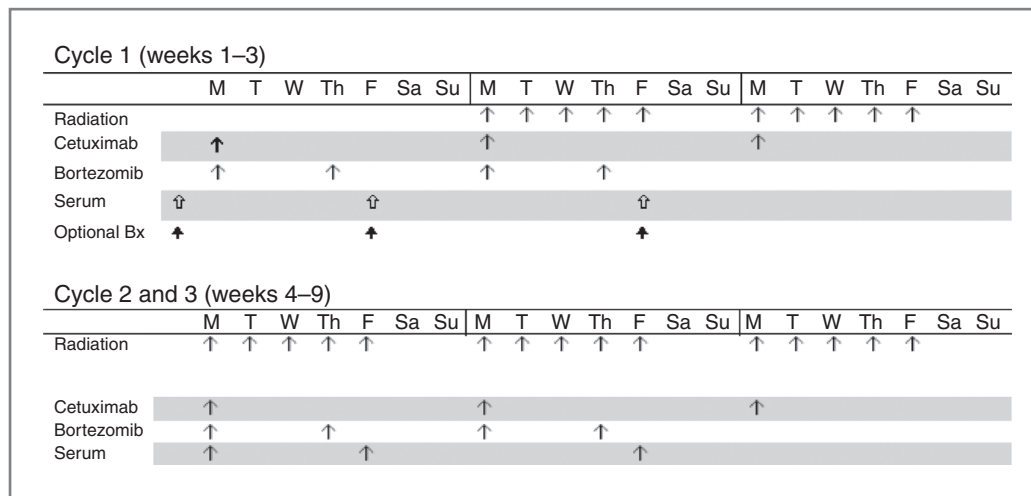 Cycle 1 (weeks 1–3)
M T W Th F Sa Su M T W Th F Sa Su M T W Th F Sa Su
Radiation
Cetuximab
Bortezomib
Serum
Optional Bx
Cycle 2 and 3 (weeks 4–9)
M T W Th F Sa Su M T W Th F Sa Su M T W Th F Sa Su
Radiation
Cetuximab
Bortezomib
Serum